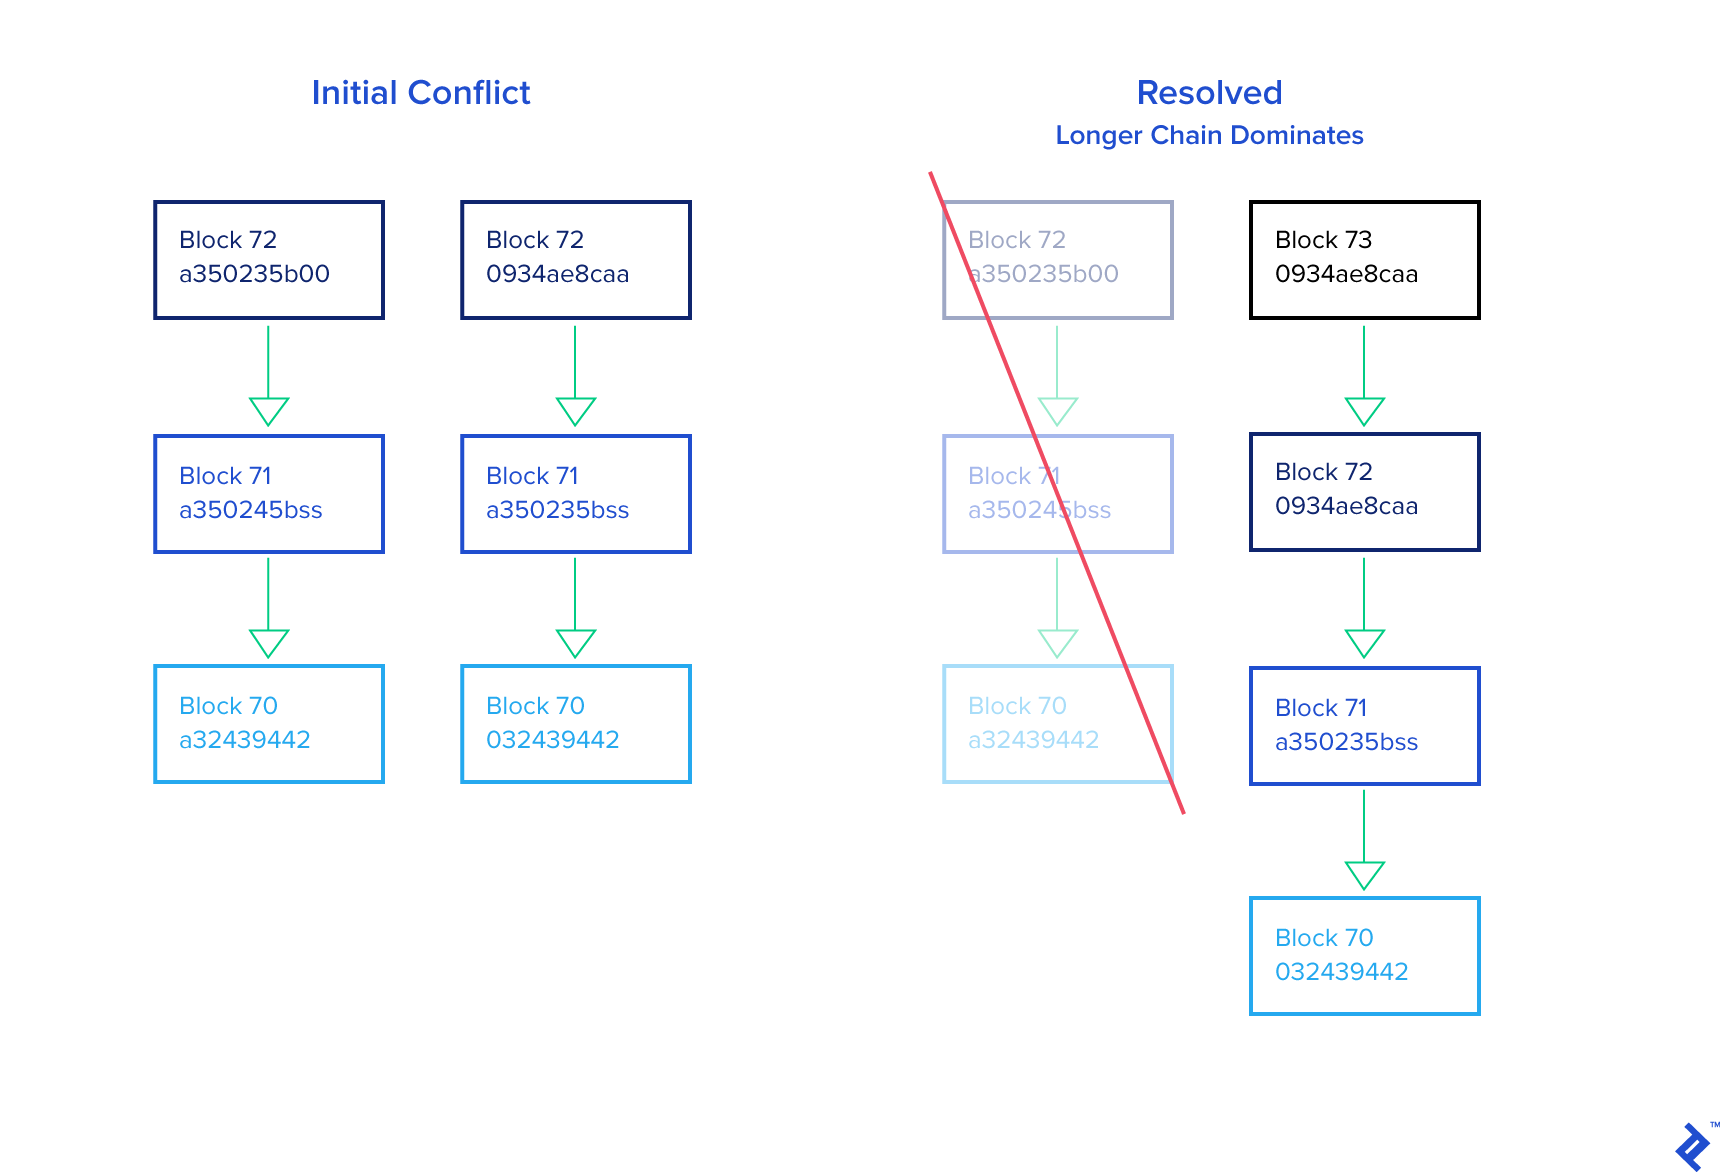 Initial Conflict
Block 72
a350235b00
Block 71
a350245bss
Block 70
a32439442
Block 72
0934ae8caa
Block 71
a350235bss
Block 70
032439442
Resolved
Longer Chain Dominates
Block 72
a350235b00
Block 71
a350245bss
Block 70
a32439442
Block 73
0934ae8caa
Block 72
0934ae8caa
Block 71
a350235bss
Block 70
032439442
TM